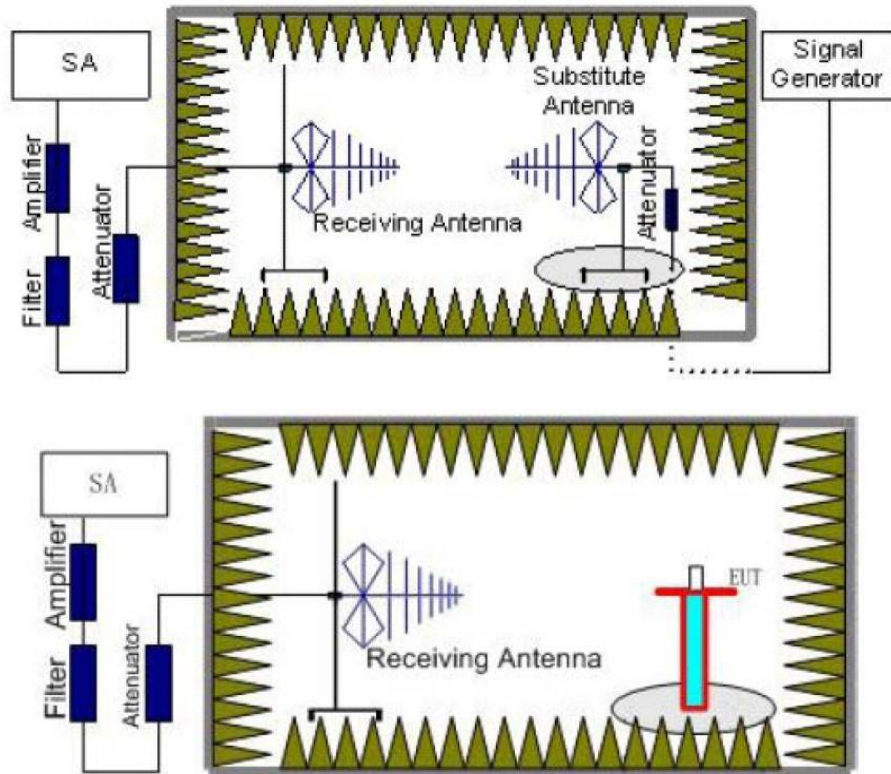 SA
Signal
Generator
Substitute
Antenna
Amplifier
Attenuator
Attenuator
Receiving Antenna
Filter
SA
Amplifier
EUT
Attenuator
Receiving Antenna
Filter